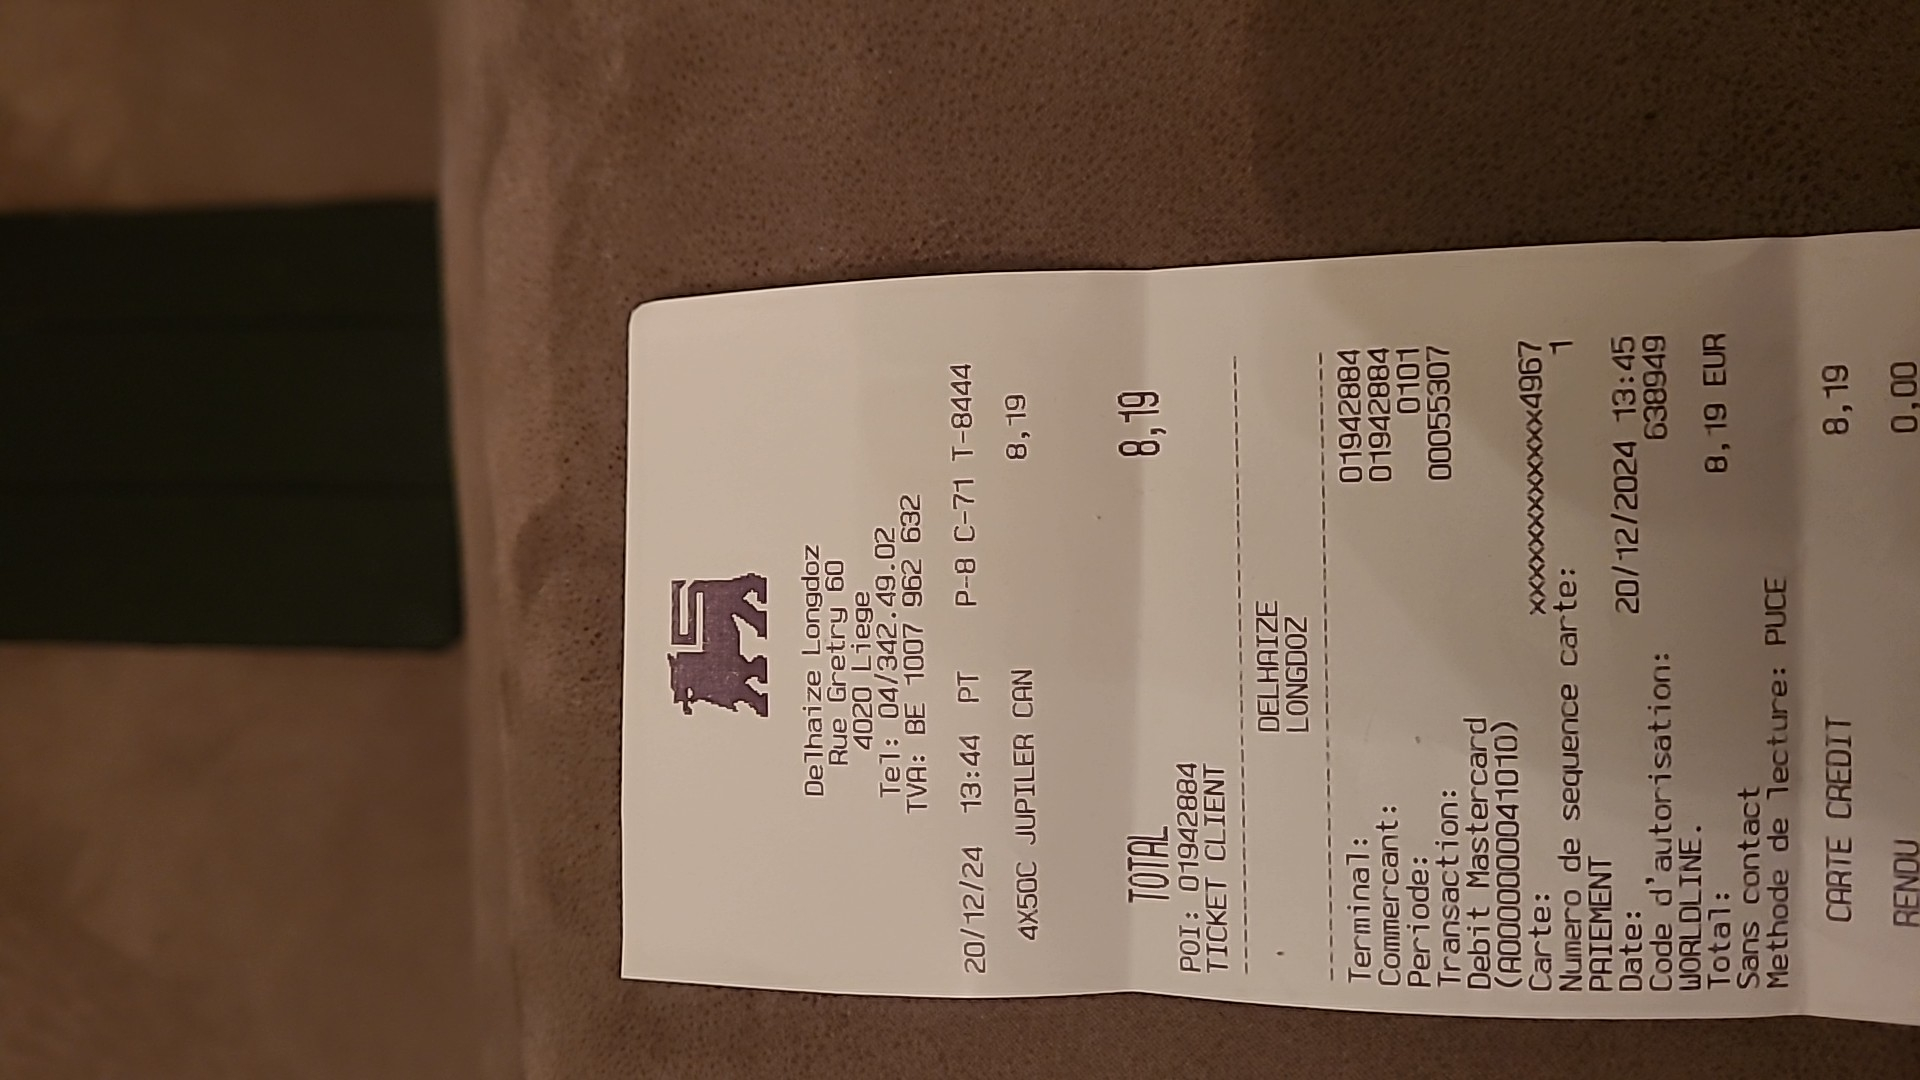 Delhaize Longdoz
Rue Gretry 60
4020 Liege
Tel: 04/342.49.02
TVA: BE 1007 962 632
20/12/24 13:44 PT P-8 C-71 T-8444
4X50C JUPILER CAN 8,19
TOTAL 8,19
POI: 01942884
TICKET CLIENT
DELHAIZE
LONGDOZ
Terminal: 01942884
Commercant: 01942884
Periode: 0101
Transaction: 00055307
Debit Mastercard
(A0000000041010)
Carte: xxxxxxxxxxxxx4967
Numero de sequence carte: 1
PAIEMENT
Date: 20/12/2024 13:45
Code d'autorisation: 638949
WORLDLINE.
Total: 8,19 EUR
Sans contact
Methode de lecture: PUCE
CARTE CREDIT 8,19
RENDU 0,00